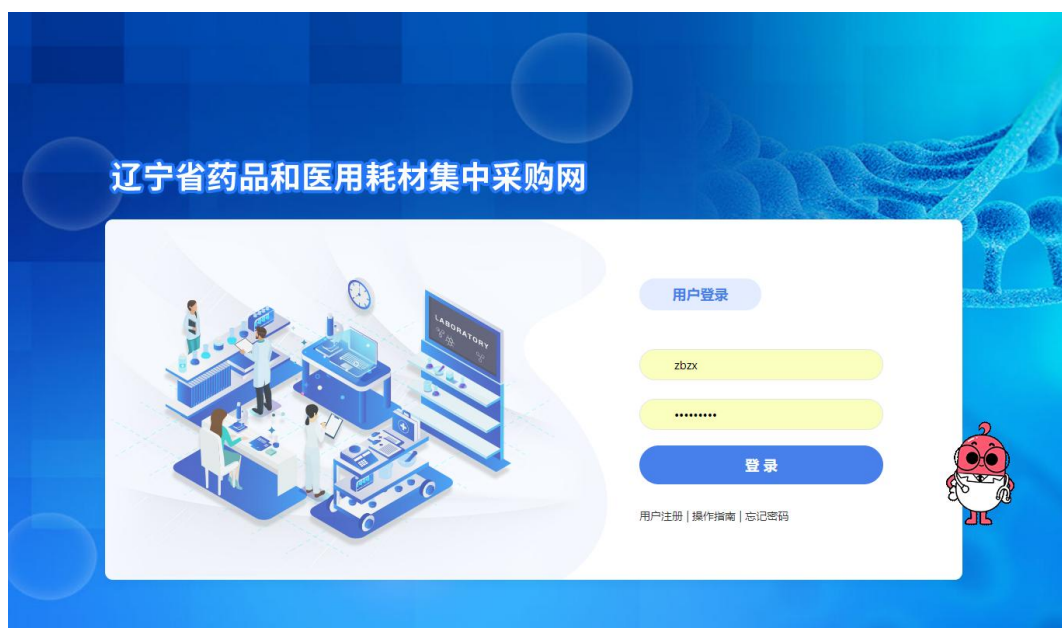 辽宁省药品和医用耗材集中采购网
LABORATORY
用户登录
zbzx
•••••••••
登录
用户注册 | 操作指南 | 忘记密码